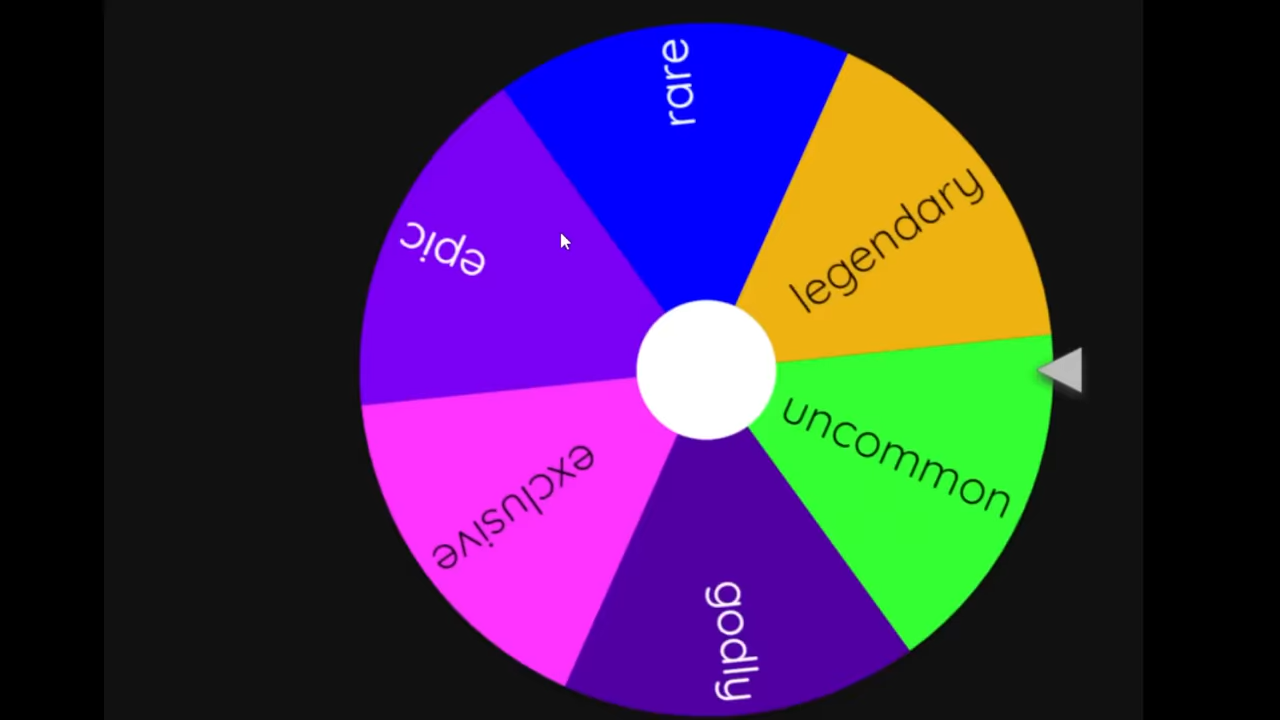 rare
legendary
epic
uncommon
exclusive
godly